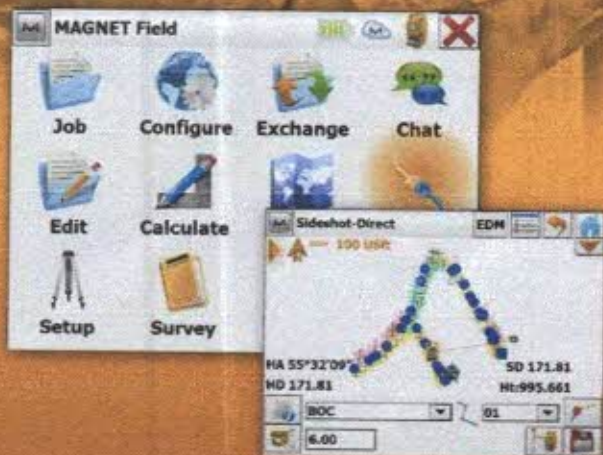 MAGNET Field
Job Configure Exchange Chat
Edit Calculate
Setup Survey
Sideshot-Direct EDM
100 USft
HA 55°32'09" SD 171.81
HD 171.81 Ht:995.661
BOC 01
6.00